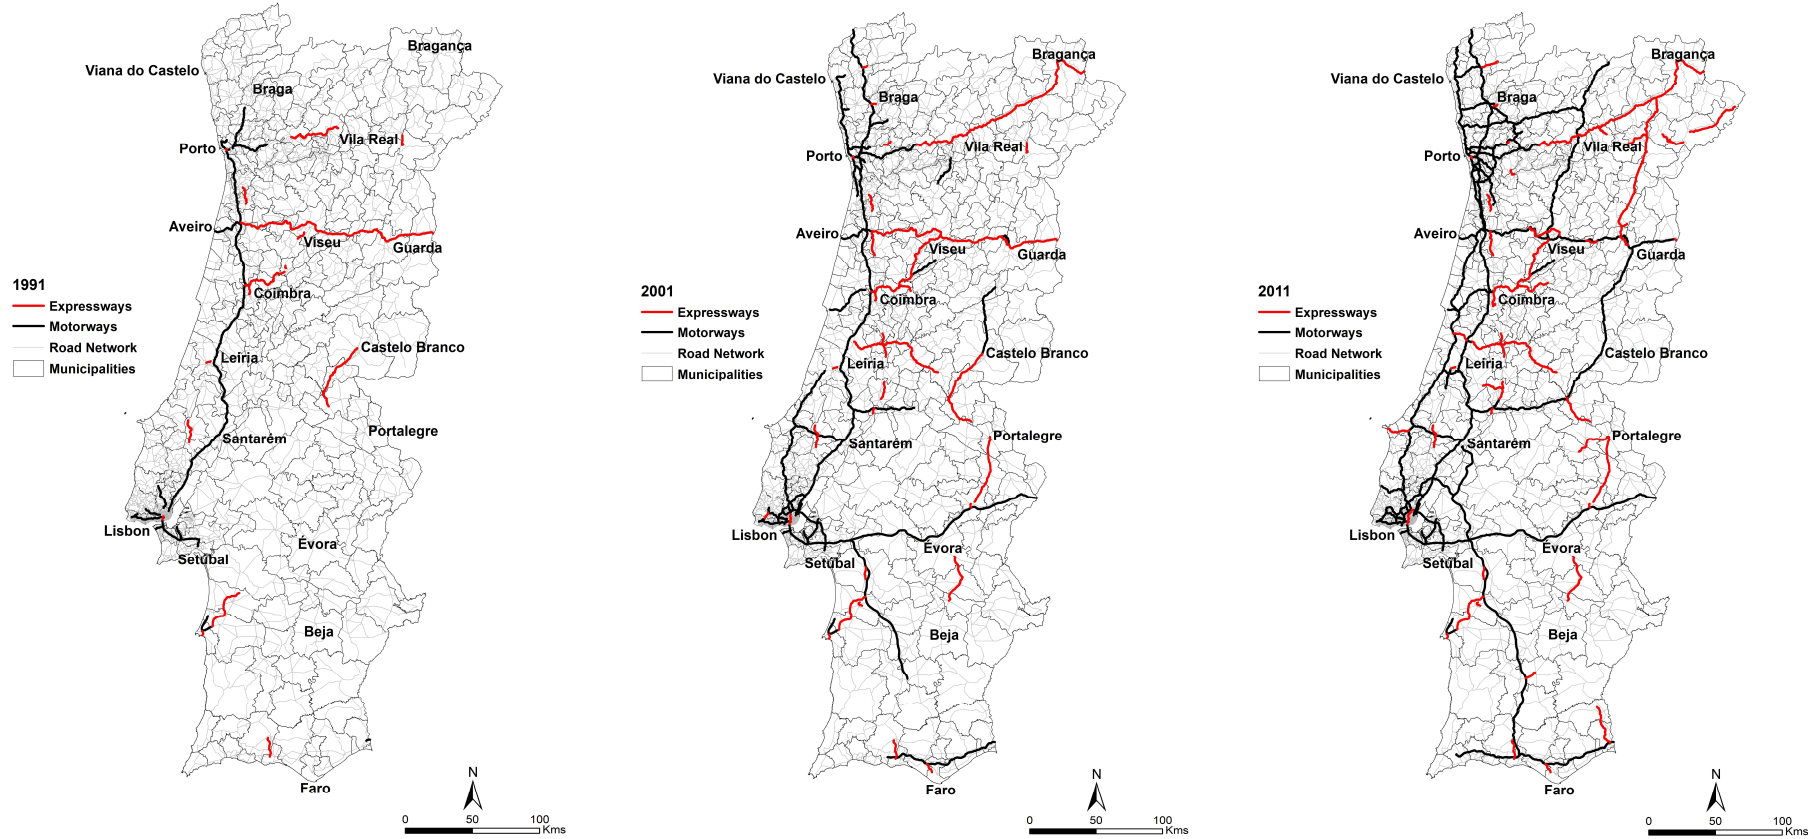 Bragança
Viana do Castelo
Braga
Vila Real
Porto
Aveiro
Viseu
Guarda
1991
Expressways
Motorways
Road Network
Municipalities
Coimbra
Leiria
Castelo Branco
Portalegre
Santarém
Lisbon
Évora
Setúbal
Beja
Faro
N
0 50 100
Kms
Bragança
Viana do Castelo
Braga
Vila Real
Porto
Aveiro
Viseu
Guarda
2001
Expressways
Motorways
Road Network
Municipalities
Coimbra
Castelo Branco
Leiria
Portalegre
Santarém
Lisbon
Évora
Setúbal
Beja
Faro
N
0 50 100
Kms
Bragança
Viana do Castelo
Braga
Vila Real
Porto
Aveiro
Viseu
Guarda
2011
Expressways
Motorways
Road Network
Municipalities
Coimbra
Castelo Branco
Leiria
Portalegre
Santarém
Lisbon
Évora
Setúbal
Beja
Faro
N
0 50 100
Kms